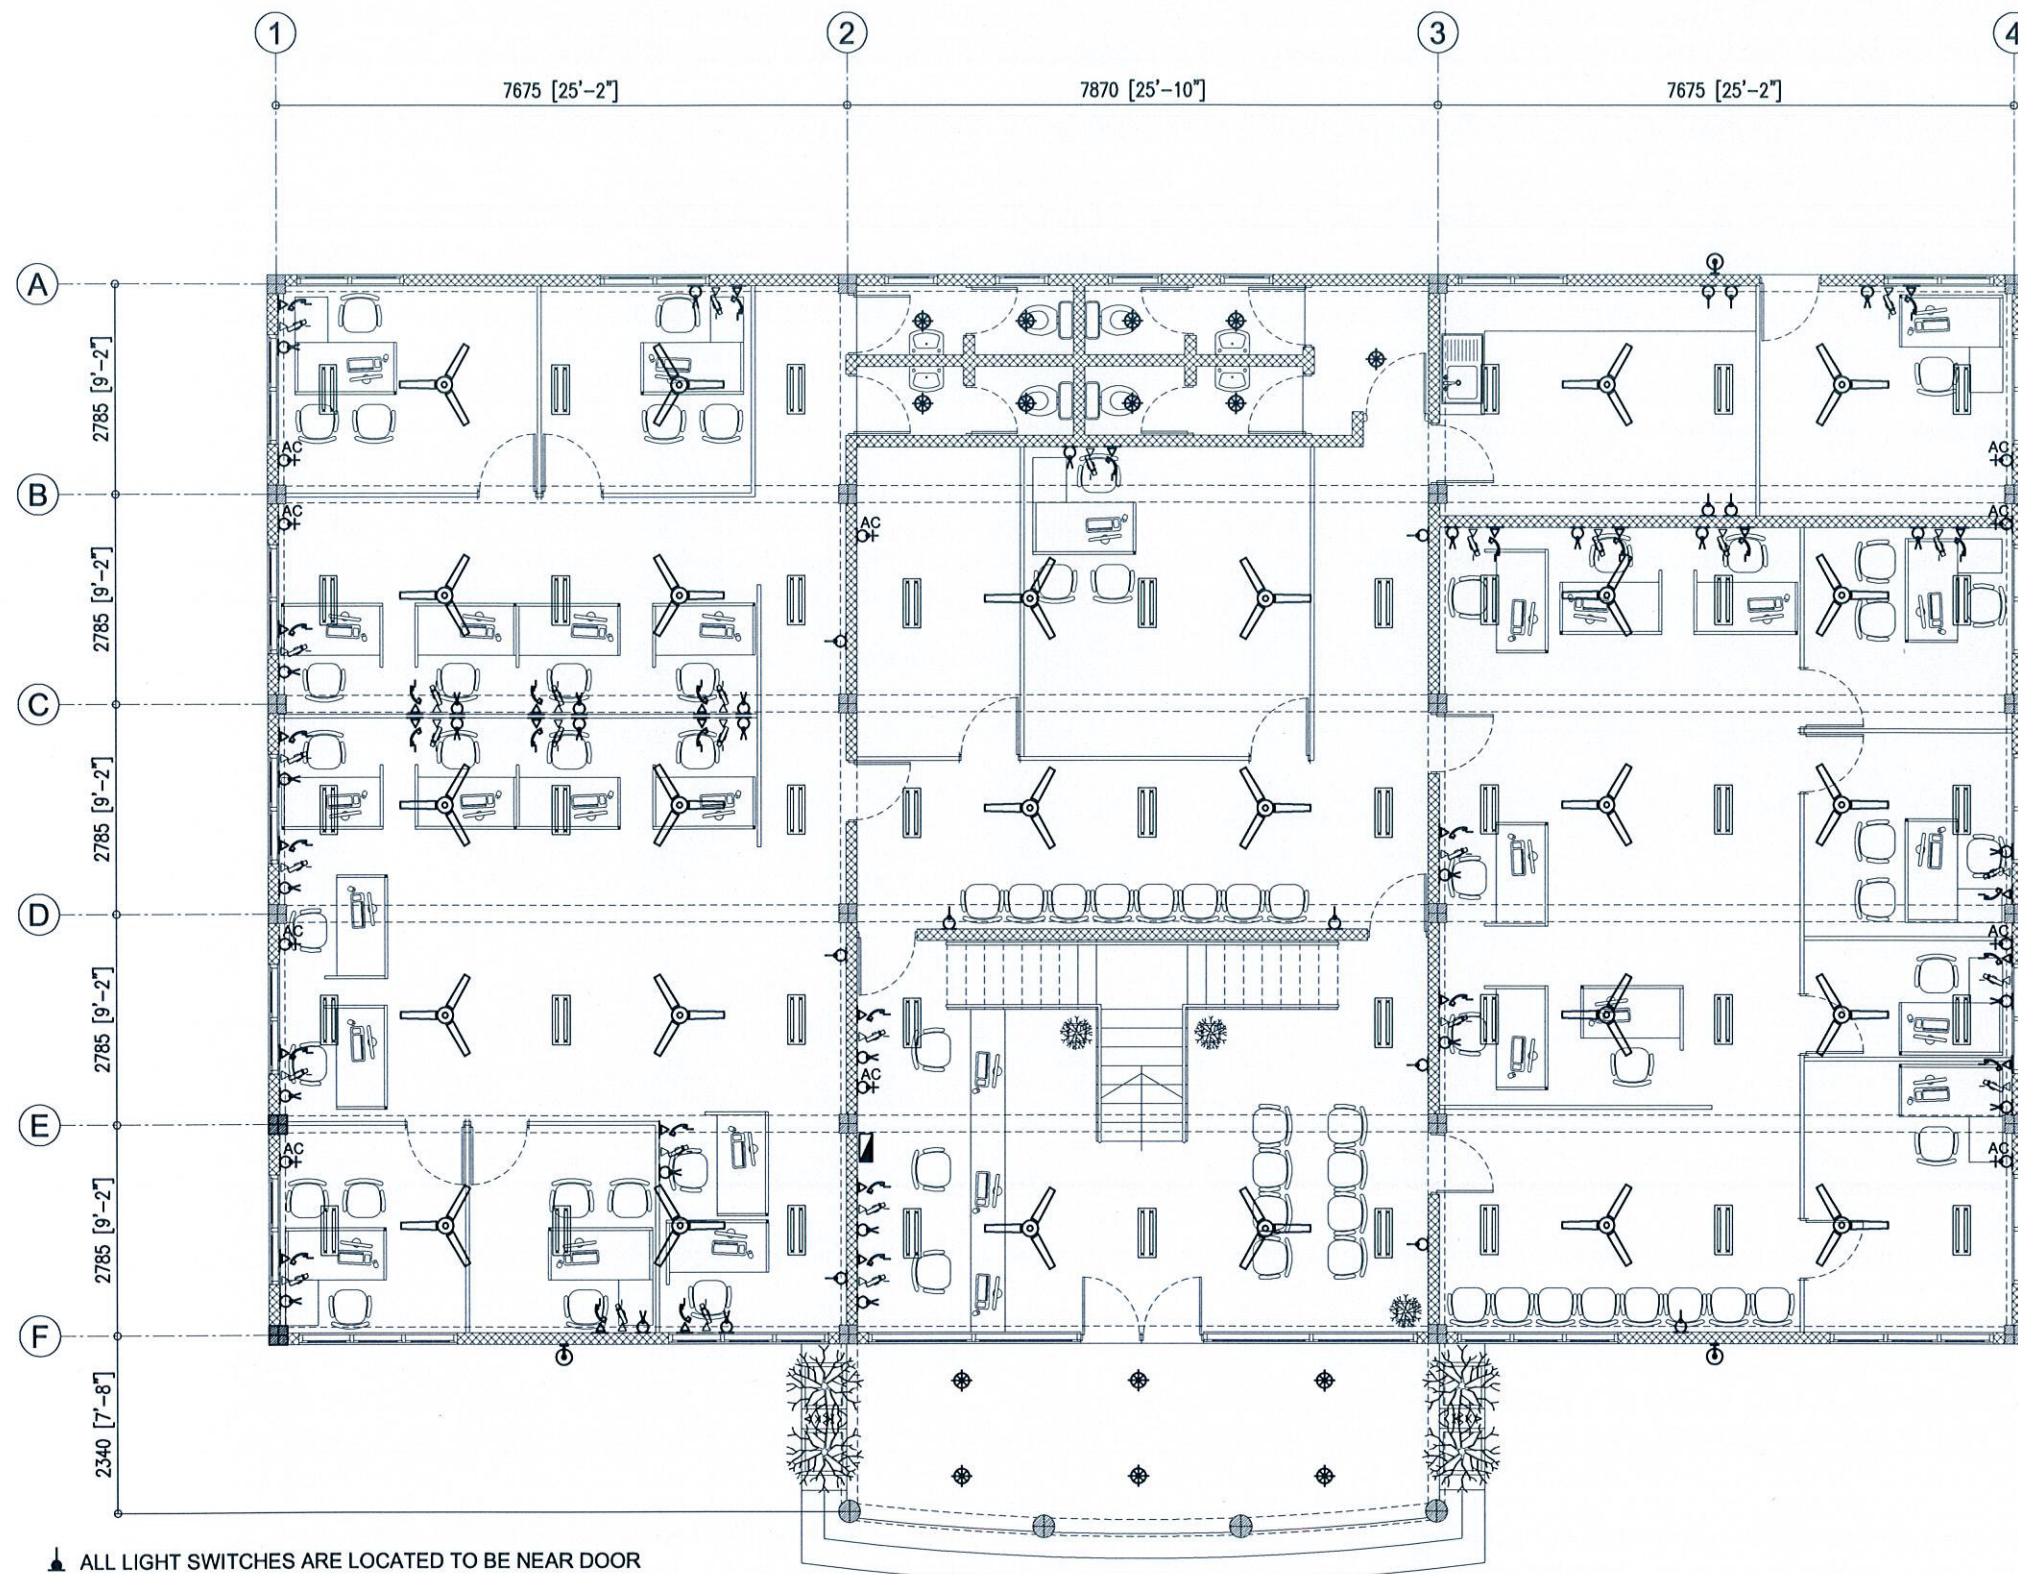 1 2 3 4
7675 [25'-2"] 7870 [25'-10"] 7675 [25'-2"]
A
2785 [9'-2"]
AC AC
B
AC AC AC
2785 [9'-2"]
C
2785 [9'-2"]
D
AC AC
2785 [9'-2"]
AC
E
AC AC
2785 [9'-2"]
F
2340 [7'-8"]
ALL LIGHT SWITCHES ARE LOCATED TO BE NEAR DOOR